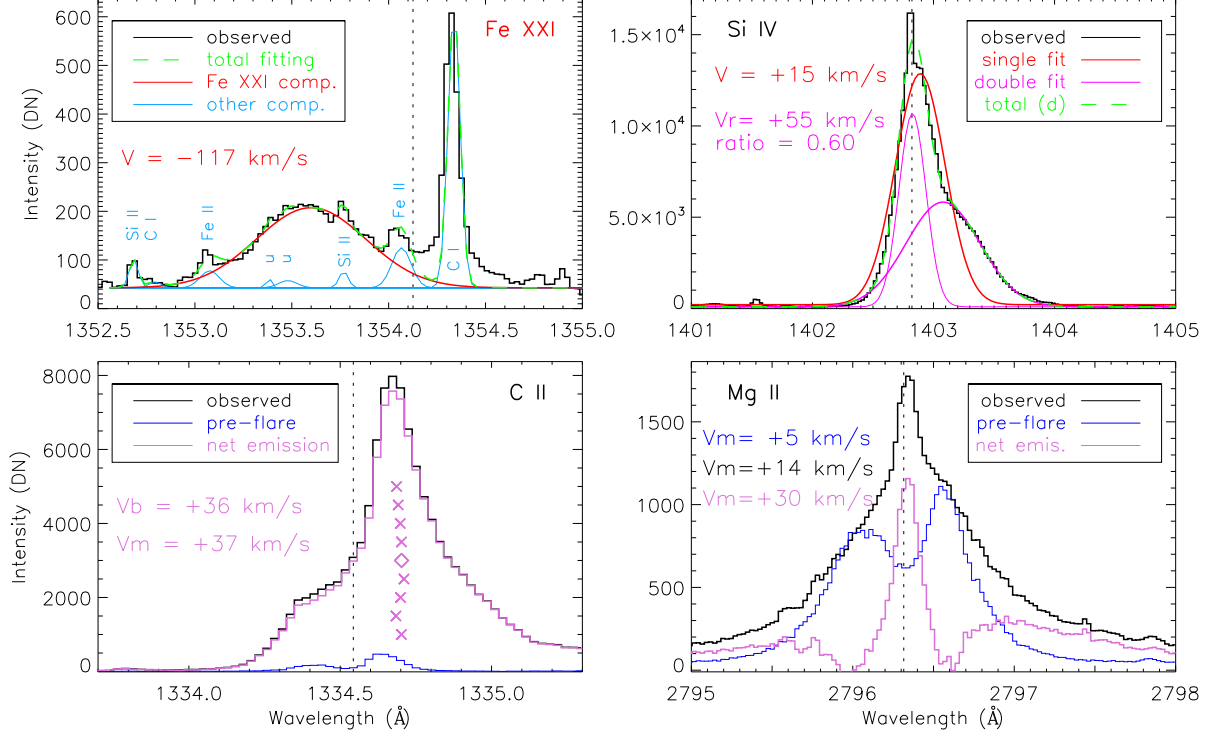 Fe XXI
observed
total fitting
Fe XXI comp.
other comp.
V = −117 km/s
Si II
C I
Fe II
u
u
Si II
Fe II
C I
Intensity (DN)
600
500
400
300
200
100
0
1352.5
1353.0
1353.5
1354.0
1354.5
1355.0
Si IV
observed
single fit
double fit
total (d)
V = +15 km/s
Vr= +55 km/s
ratio = 0.60
1.5×10⁴
1.0×10⁴
5.0×10³
0
1401
1402
1403
1404
1405
C II
observed
pre−flare
net emission
Vb = +36 km/s
Vm = +37 km/s
Intensity (DN)
8000
6000
4000
2000
0
1334.0
1334.5
1335.0
Wavelength (Å)
Mg II
observed
pre−flare
net emis.
Vm= +5 km/s
Vm=+14 km/s
Vm=+30 km/s
1500
1000
500
0
2795
2796
2797
2798
Wavelength (Å)